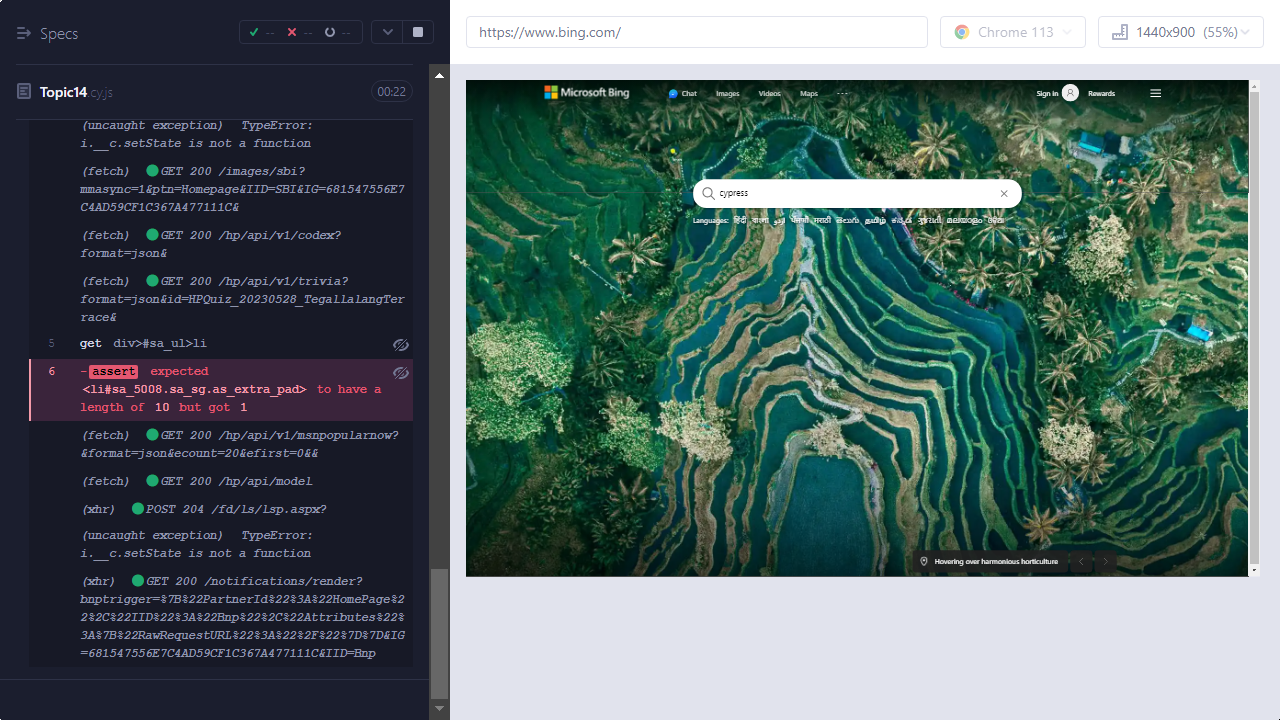 Specs
-- -- --
Topic14.cy.js
00:22
(uncaught exception) TypeError:
i.__c.setState is not a function
(fetch) GET 200 /images/sbi?
mmasync=1&ptn=Homepage&IID=SBI&IG=681547556E7
C4AD59CF1C367A477111C&
(fetch) GET 200 /hp/api/v1/codex?
format=json&
(fetch) GET 200 /hp/api/v1/trivia?
format=json&id=HPQuiz_20230528_TegallalangTer
race&
5 get div>#sa_ul>li
6 -assert expected
<li#sa_5008.sa_sg.as_extra_pad> to have a
length of 10 but got 1
(fetch) GET 200 /hp/api/v1/msnpopularnow?
&format=json&ecount=20&efirst=0&&
(fetch) GET 200 /hp/api/model
(xhr) POST 204 /fd/ls/lsp.aspx?
(uncaught exception) TypeError:
i.__c.setState is not a function
(xhr) GET 200 /notifications/render?
bnptrigger=%7B%22PartnerId%22%3A%22HomePage%2
2%2C%22IID%22%3A%22Bnp%22%2C%22Attributes%22%
3A%7B%22RawRequestURL%22%3A%22%2F%22%7D%7D&IG
=681547556E7C4AD59CF1C367A477111C&IID=Bnp
https://www.bing.com/
Chrome 113
1440x900 (55%)
Microsoft Bing
Chat Images Videos Maps ···
Sign in Rewards
cypress
Languages: हिंदी বাংলা اردو ਪੰਜਾਬੀ मराठी తెలుగు தமிழ் ಕನ್ನಡ ગુજરાતી മലയാളം ଓଡ଼ିଆ
Hovering over harmonious horticulture